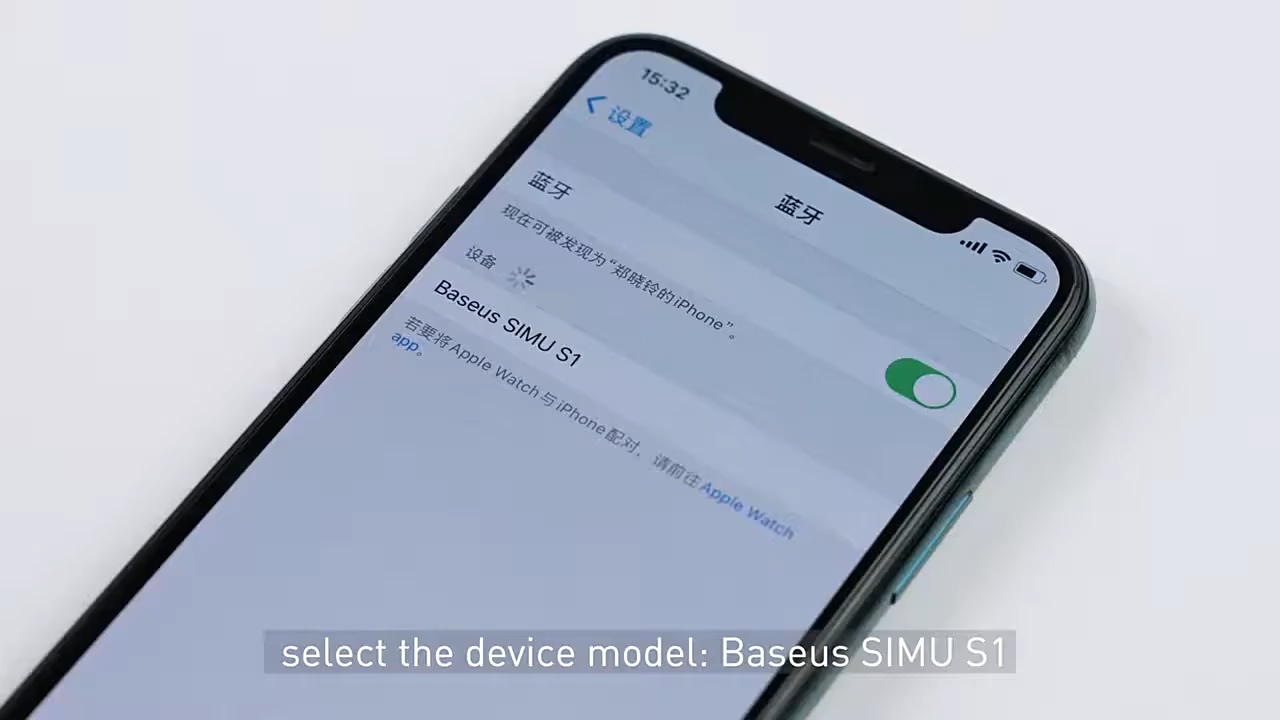 15:32
设置
蓝牙
蓝牙
现在可被发现为“郑晓铃的iPhone”。
设备
Baseus SIMU S1
若要将Apple Watch与iPhone配对，请前往Apple Watch
app。
select the device model: Baseus SIMU S1